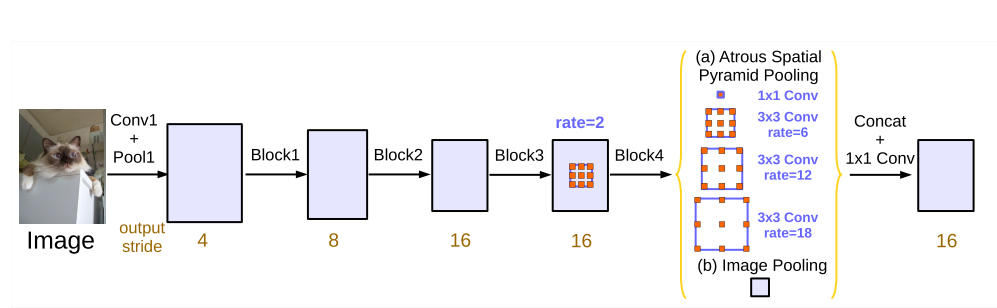 (a) Atrous Spatial
Pyramid Pooling
1x1 Conv
3x3 Conv
rate=6
3x3 Conv
rate=12
3x3 Conv
rate=18
(b) Image Pooling
Conv1
+
Pool1
Block1
Block2
Block3
rate=2
Block4
Concat
+
1x1 Conv
Image
output
stride
4
8
16
16
16